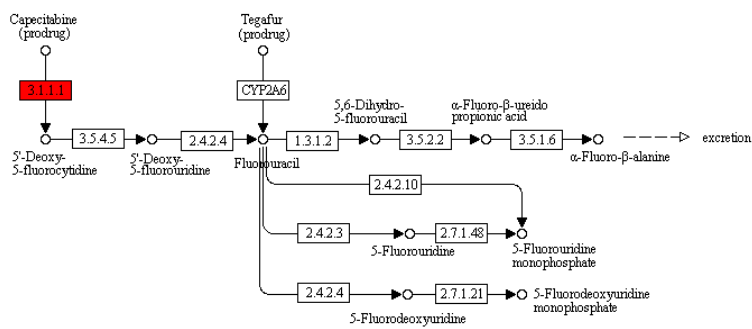 Capecitabine
(prodrug)
Tegafur
(prodrug)
3.1.1.1
CYP2A6
5,6-Dihydro-
5-fluorouracil
α-Fluoro-β-ureido
propionic acid
3.5.4.5
2.4.2.4
1.3.1.2
3.5.2.2
3.5.1.6
excretion
5'-Deoxy-
5-fluorocytidine
5'-Deoxy-
5-fluorouridine
Fluorouracil
α-Fluoro-β-alanine
2.4.2.10
2.4.2.3
2.7.1.48
5-Fluorouridine
5-Fluorouridine
monophosphate
2.4.2.4
2.7.1.21
5-Fluorodeoxyuridine
5-Fluorodeoxyuridine
monophosphate